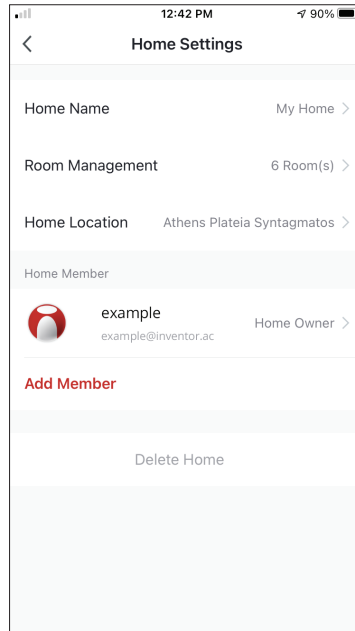 12:42 PM 90%
Home Settings
Home Name My Home
Room Management 6 Room(s)
Home Location Athens Plateia Syntagmatos
Home Member
example
example@inventor.ac
Home Owner
Add Member
Delete Home